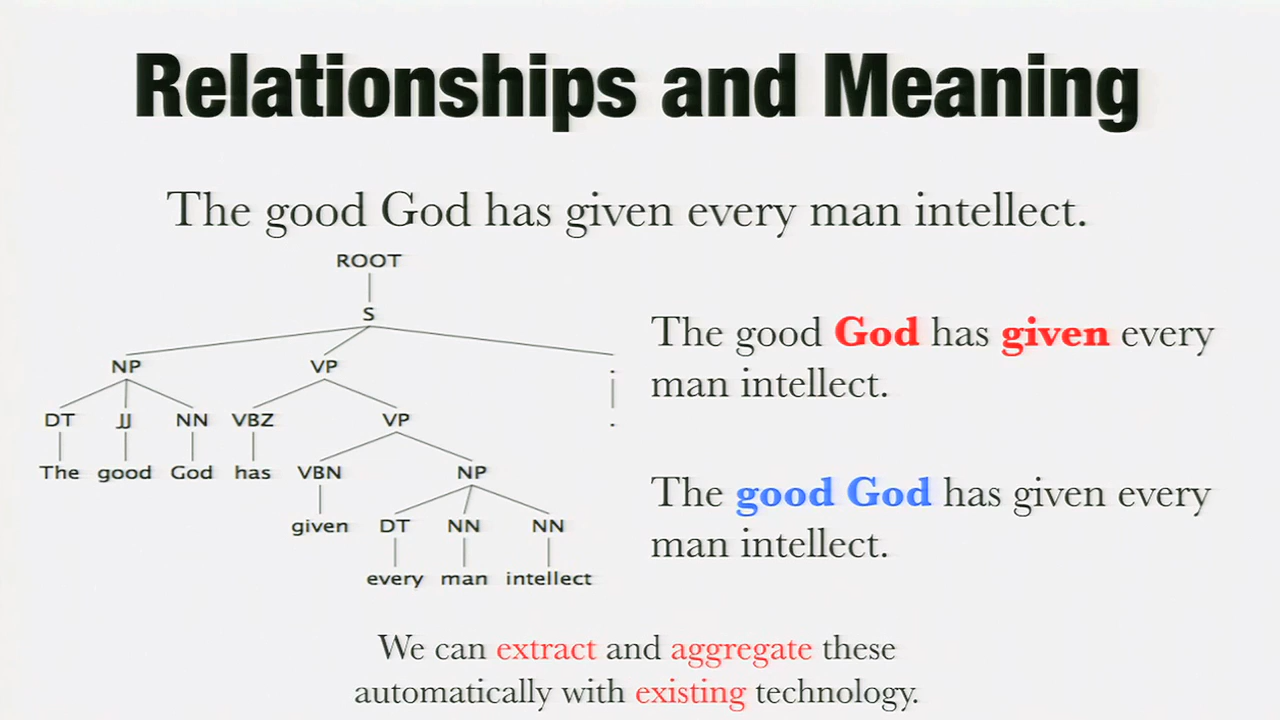 Relationships and Meaning
The good God has given every man intellect.
ROOT
S
NP VP .
DT JJ NN VBZ VP .
The good God has VBN NP
given DT NN NN
every man intellect
The good God has given every
man intellect.
The good God has given every
man intellect.
We can extract and aggregate these
automatically with existing technology.